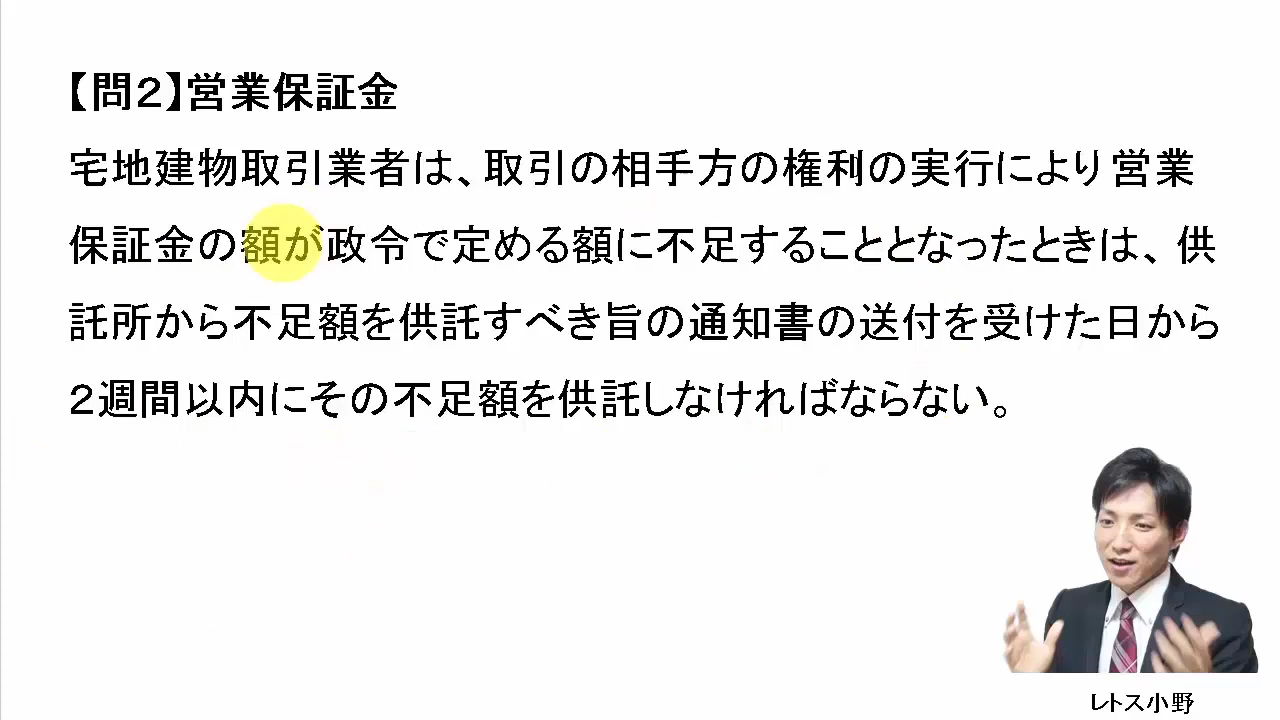 【問２】営業保証金
宅地建物取引業者は、取引の相手方の権利の実行により営業
保証金の額が政令で定める額に不足することとなったときは、供
託所から不足額を供託すべき旨の通知書の送付を受けた日から
２週間以内にその不足額を供託しなければならない。
レトス小野